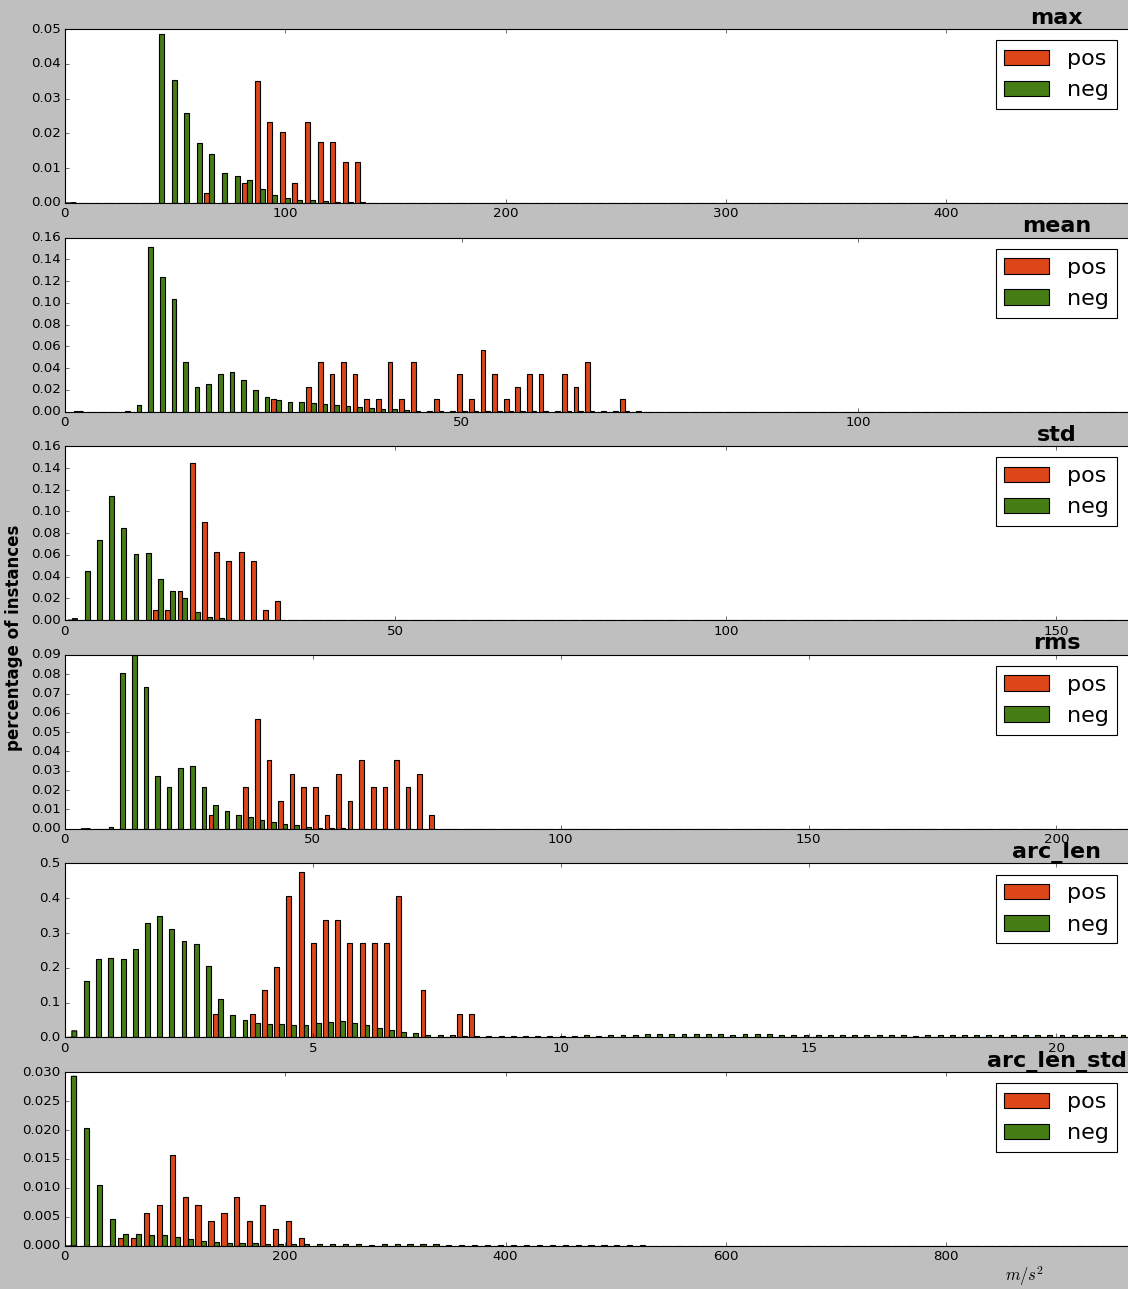 max
0.05
0.04
0.03
0.02
0.01
0.00
0 100 200 300 400
pos
neg
mean
0.16
0.14
0.12
0.10
0.08
0.06
0.04
0.02
0.00
0 50 100
pos
neg
std
0.16
0.14
0.12
0.10
0.08
0.06
0.04
0.02
0.00
0 50 100 150
pos
neg
percentage of instances
rms
0.09
0.08
0.07
0.06
0.05
0.04
0.03
0.02
0.01
0.00
0 50 100 150 200
pos
neg
arc_len
0.5
0.4
0.3
0.2
0.1
0.0
0 5 10 15 20
pos
neg
arc_len_std
0.030
0.025
0.020
0.015
0.010
0.005
0.000
0 200 400 600 800
pos
neg
m/s²